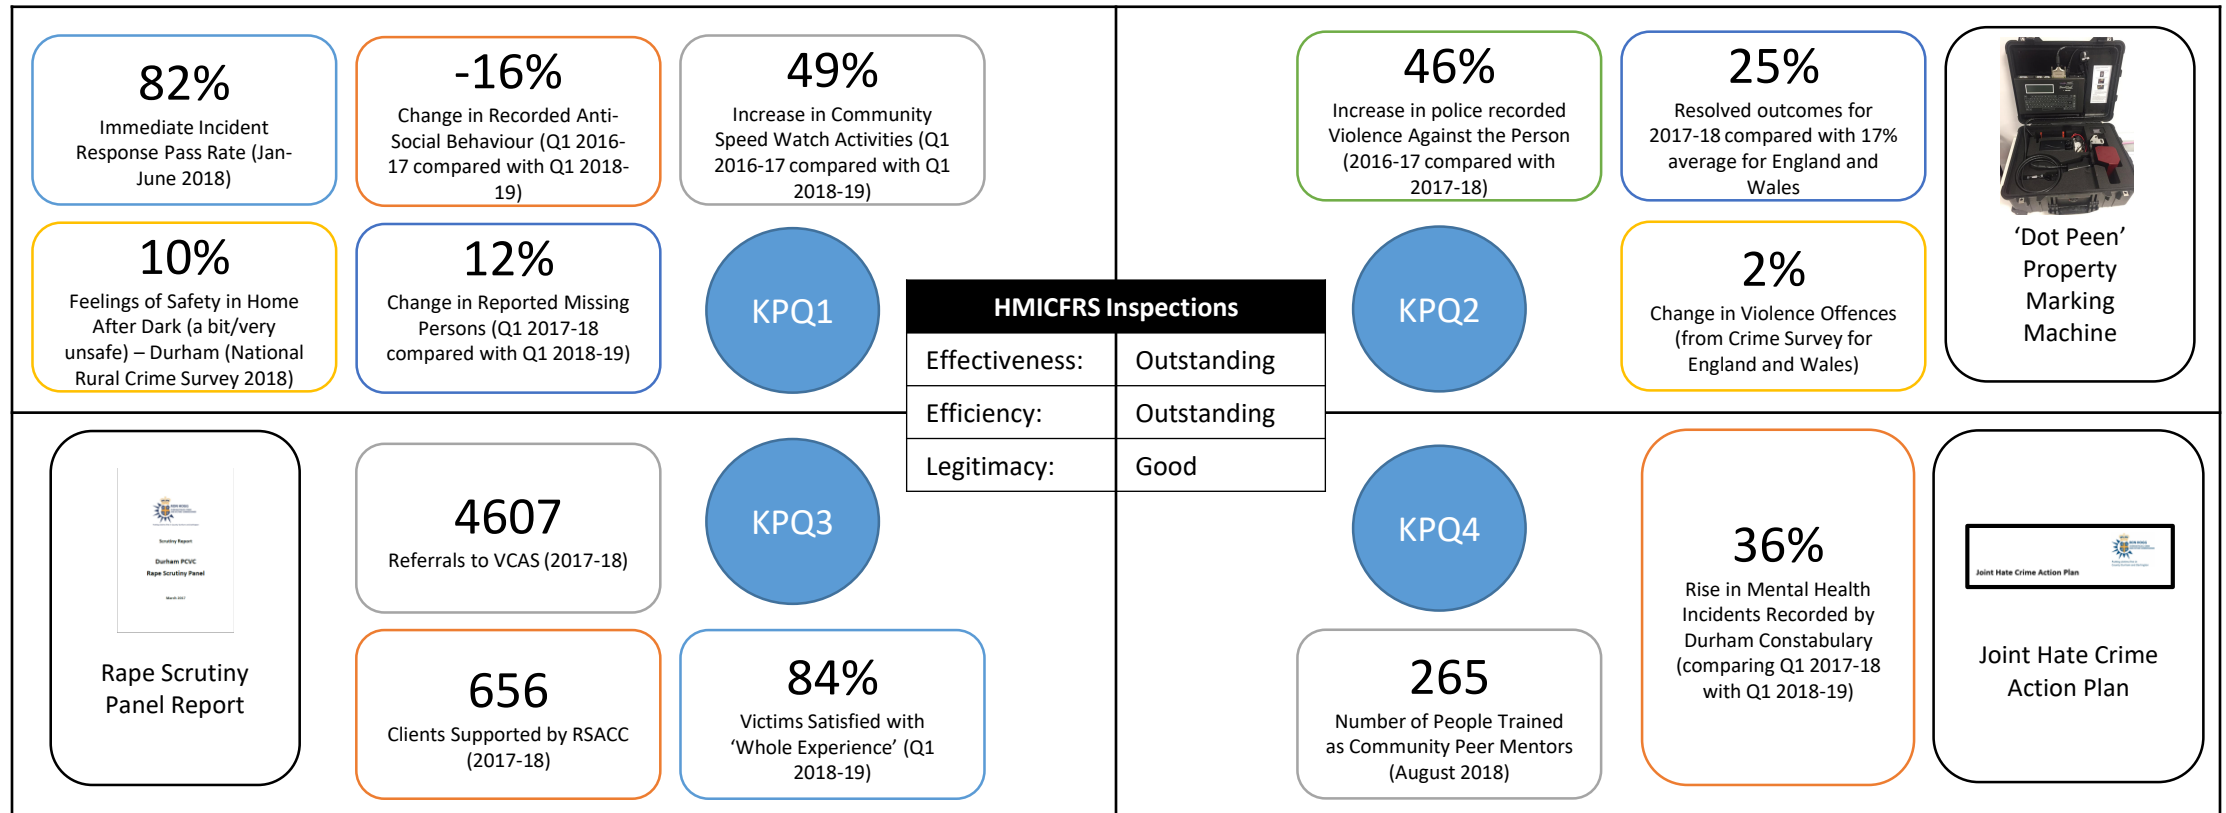 82%
Immediate Incident
Response Pass Rate (Jan-
June 2018)
-16%
Change in Recorded Anti-
Social Behaviour (Q1 2016-
17 compared with Q1 2018-
19)
49%
Increase in Community
Speed Watch Activities (Q1
2016-17 compared with Q1
2018-19)
10%
Feelings of Safety in Home
After Dark (a bit/very
unsafe) – Durham (National
Rural Crime Survey 2018)
12%
Change in Reported Missing
Persons (Q1 2017-18
compared with Q1 2018-19)
KPQ1
46%
Increase in police recorded
Violence Against the Person
(2016-17 compared with
2017-18)
25%
Resolved outcomes for
2017-18 compared with 17%
average for England and
Wales
KPQ2
2%
Change in Violence Offences
(from Crime Survey for
England and Wales)
‘Dot Peen’
Property
Marking
Machine
HMICFRS Inspections
Effectiveness: Outstanding
Efficiency: Outstanding
Legitimacy: Good
Scrutiny Report
Durham PCVC
Rape Scrutiny Panel
March 2017
Rape Scrutiny
Panel Report
4607
Referrals to VCAS (2017-18)
KPQ3
656
Clients Supported by RSACC
(2017-18)
84%
Victims Satisfied with
‘Whole Experience’ (Q1
2018-19)
KPQ4
265
Number of People Trained
as Community Peer Mentors
(August 2018)
36%
Rise in Mental Health
Incidents Recorded by
Durham Constabulary
(comparing Q1 2017-18
with Q1 2018-19)
Joint Hate Crime Action Plan
Joint Hate Crime
Action Plan